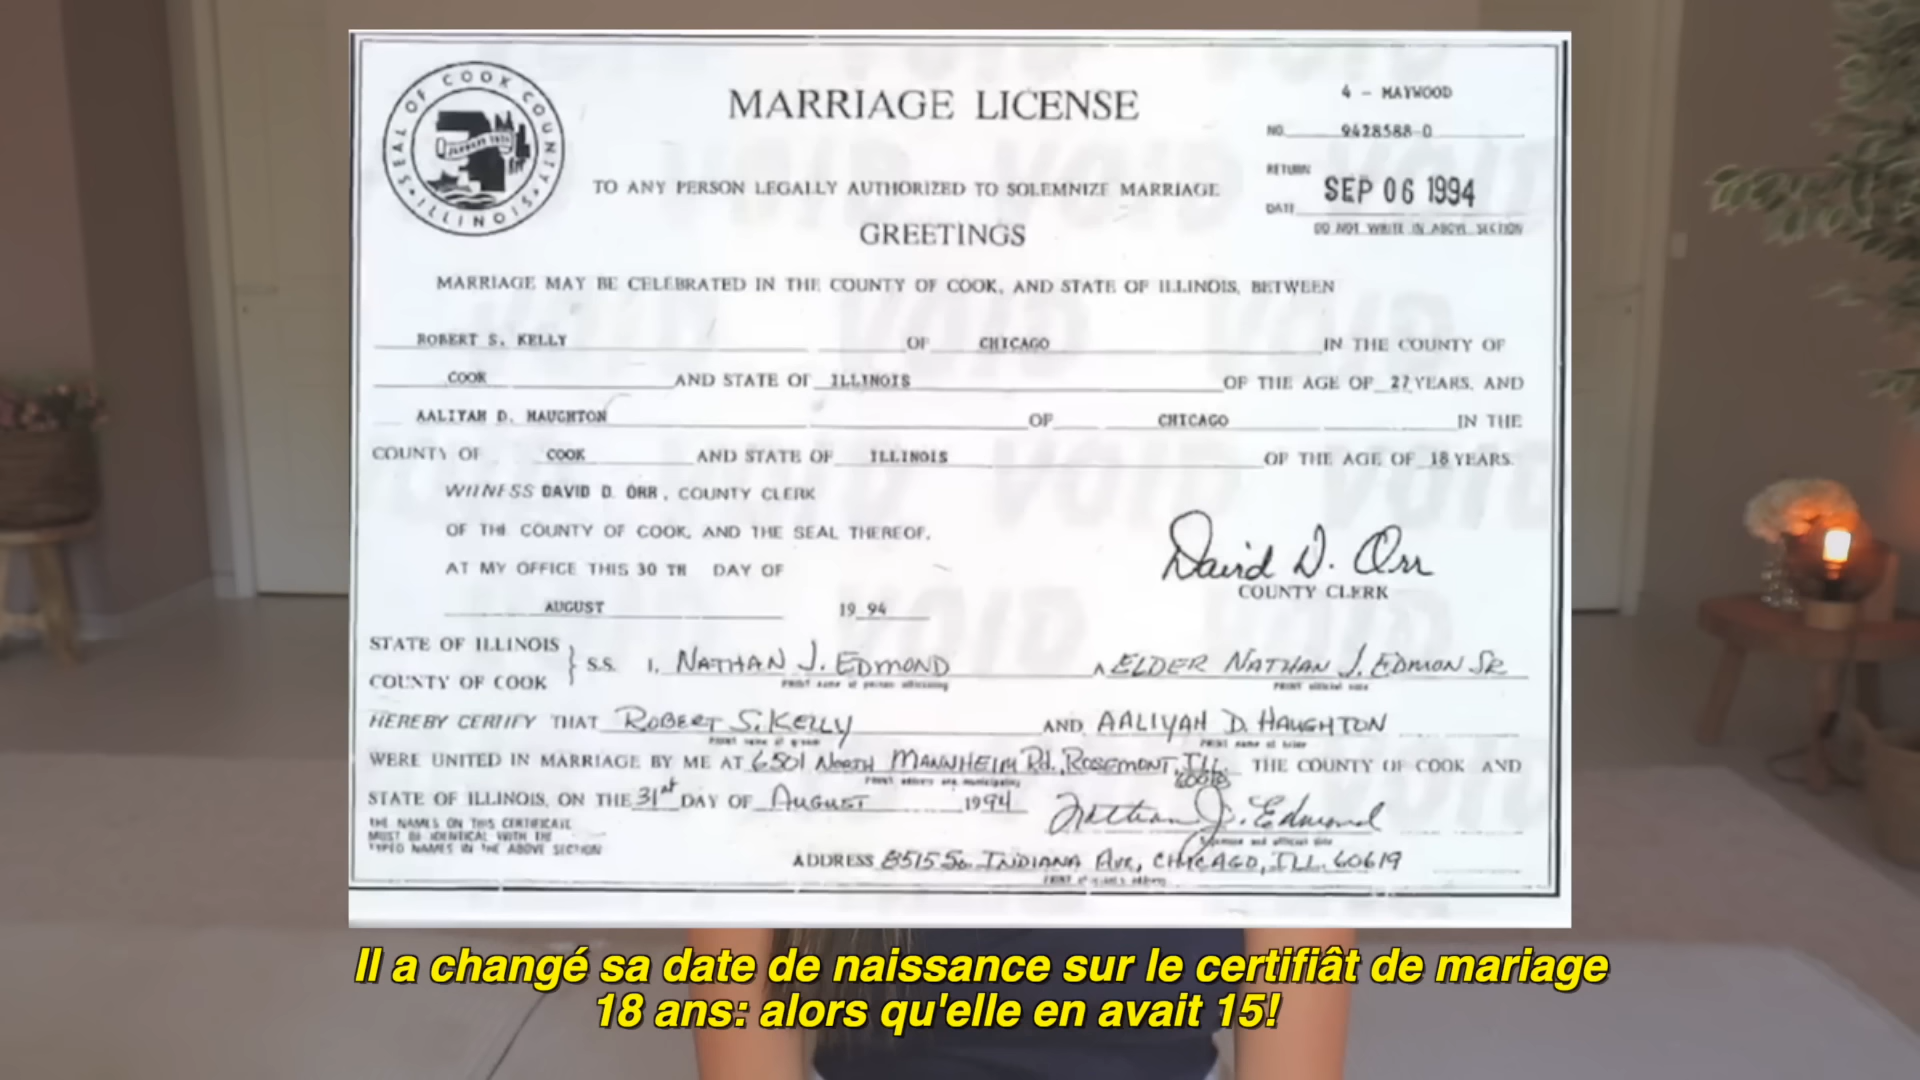 SEAL OF COOK COUNTY
ILLINOIS
MARRIAGE LICENSE
4 - MAYWOOD
NO. 9428588-0
RETURN
DATE SEP 06 1994
DO NOT WRITE IN ABOVE SECTION
TO ANY PERSON LEGALLY AUTHORIZED TO SOLEMNIZE MARRIAGE
GREETINGS
MARRIAGE MAY BE CELEBRATED IN THE COUNTY OF COOK, AND STATE OF ILLINOIS, BETWEEN
ROBERT S. KELLY OF CHICAGO IN THE COUNTY OF
COOK AND STATE OF ILLINOIS OF THE AGE OF 27 YEARS, AND
AALIYAH D. HAUGHTON OF CHICAGO IN THE
COUNTY OF COOK AND STATE OF ILLINOIS OF THE AGE OF 18 YEARS.
WITNESS DAVID D. ORR, COUNTY CLERK
OF THE COUNTY OF COOK, AND THE SEAL THEREOF,
AT MY OFFICE THIS 30 TH DAY OF
AUGUST 19 94
David D. Orr
COUNTY CLERK
STATE OF ILLINOIS
COUNTY OF COOK
S.S. I, NATHAN J. EDMOND A ELDER NATHAN J. EDMON SR
HEREBY CERTIFY THAT ROBERT S. KELLY AND AALIYAH D. HAUGHTON
WERE UNITED IN MARRIAGE BY ME AT 6501 NORTH MANNHEIM Rd., ROSEMONT, ILL. THE COUNTY OF COOK AND
STATE OF ILLINOIS, ON THE 31st DAY OF AUGUST 1994 Nathan J. Edmond
THE NAMES ON THIS CERTIFICATE
MUST BE IDENTICAL WITH THE
TYPED NAMES IN THE ABOVE SECTION
ADDRESS 8515 So. INDIANA AVE, CHICAGO, ILL. 60619
Il a changé sa date de naissance sur le certifiât de mariage
18 ans: alors qu'elle en avait 15!